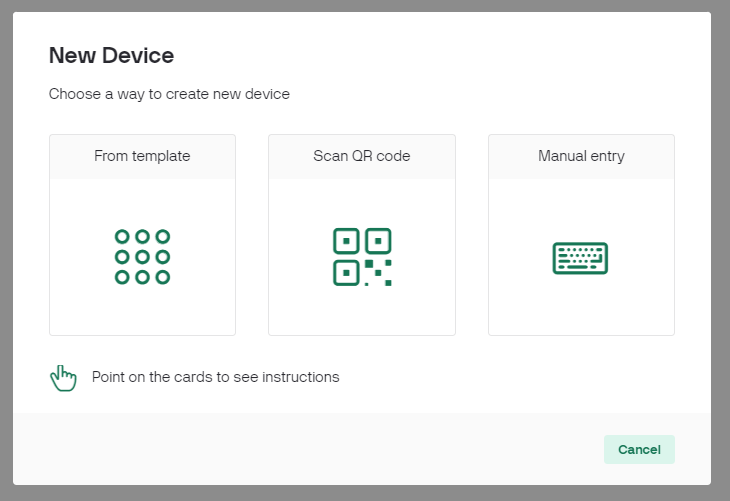 New Device
Choose a way to create new device
From template
Scan QR code
Manual entry
Point on the cards to see instructions
Cancel